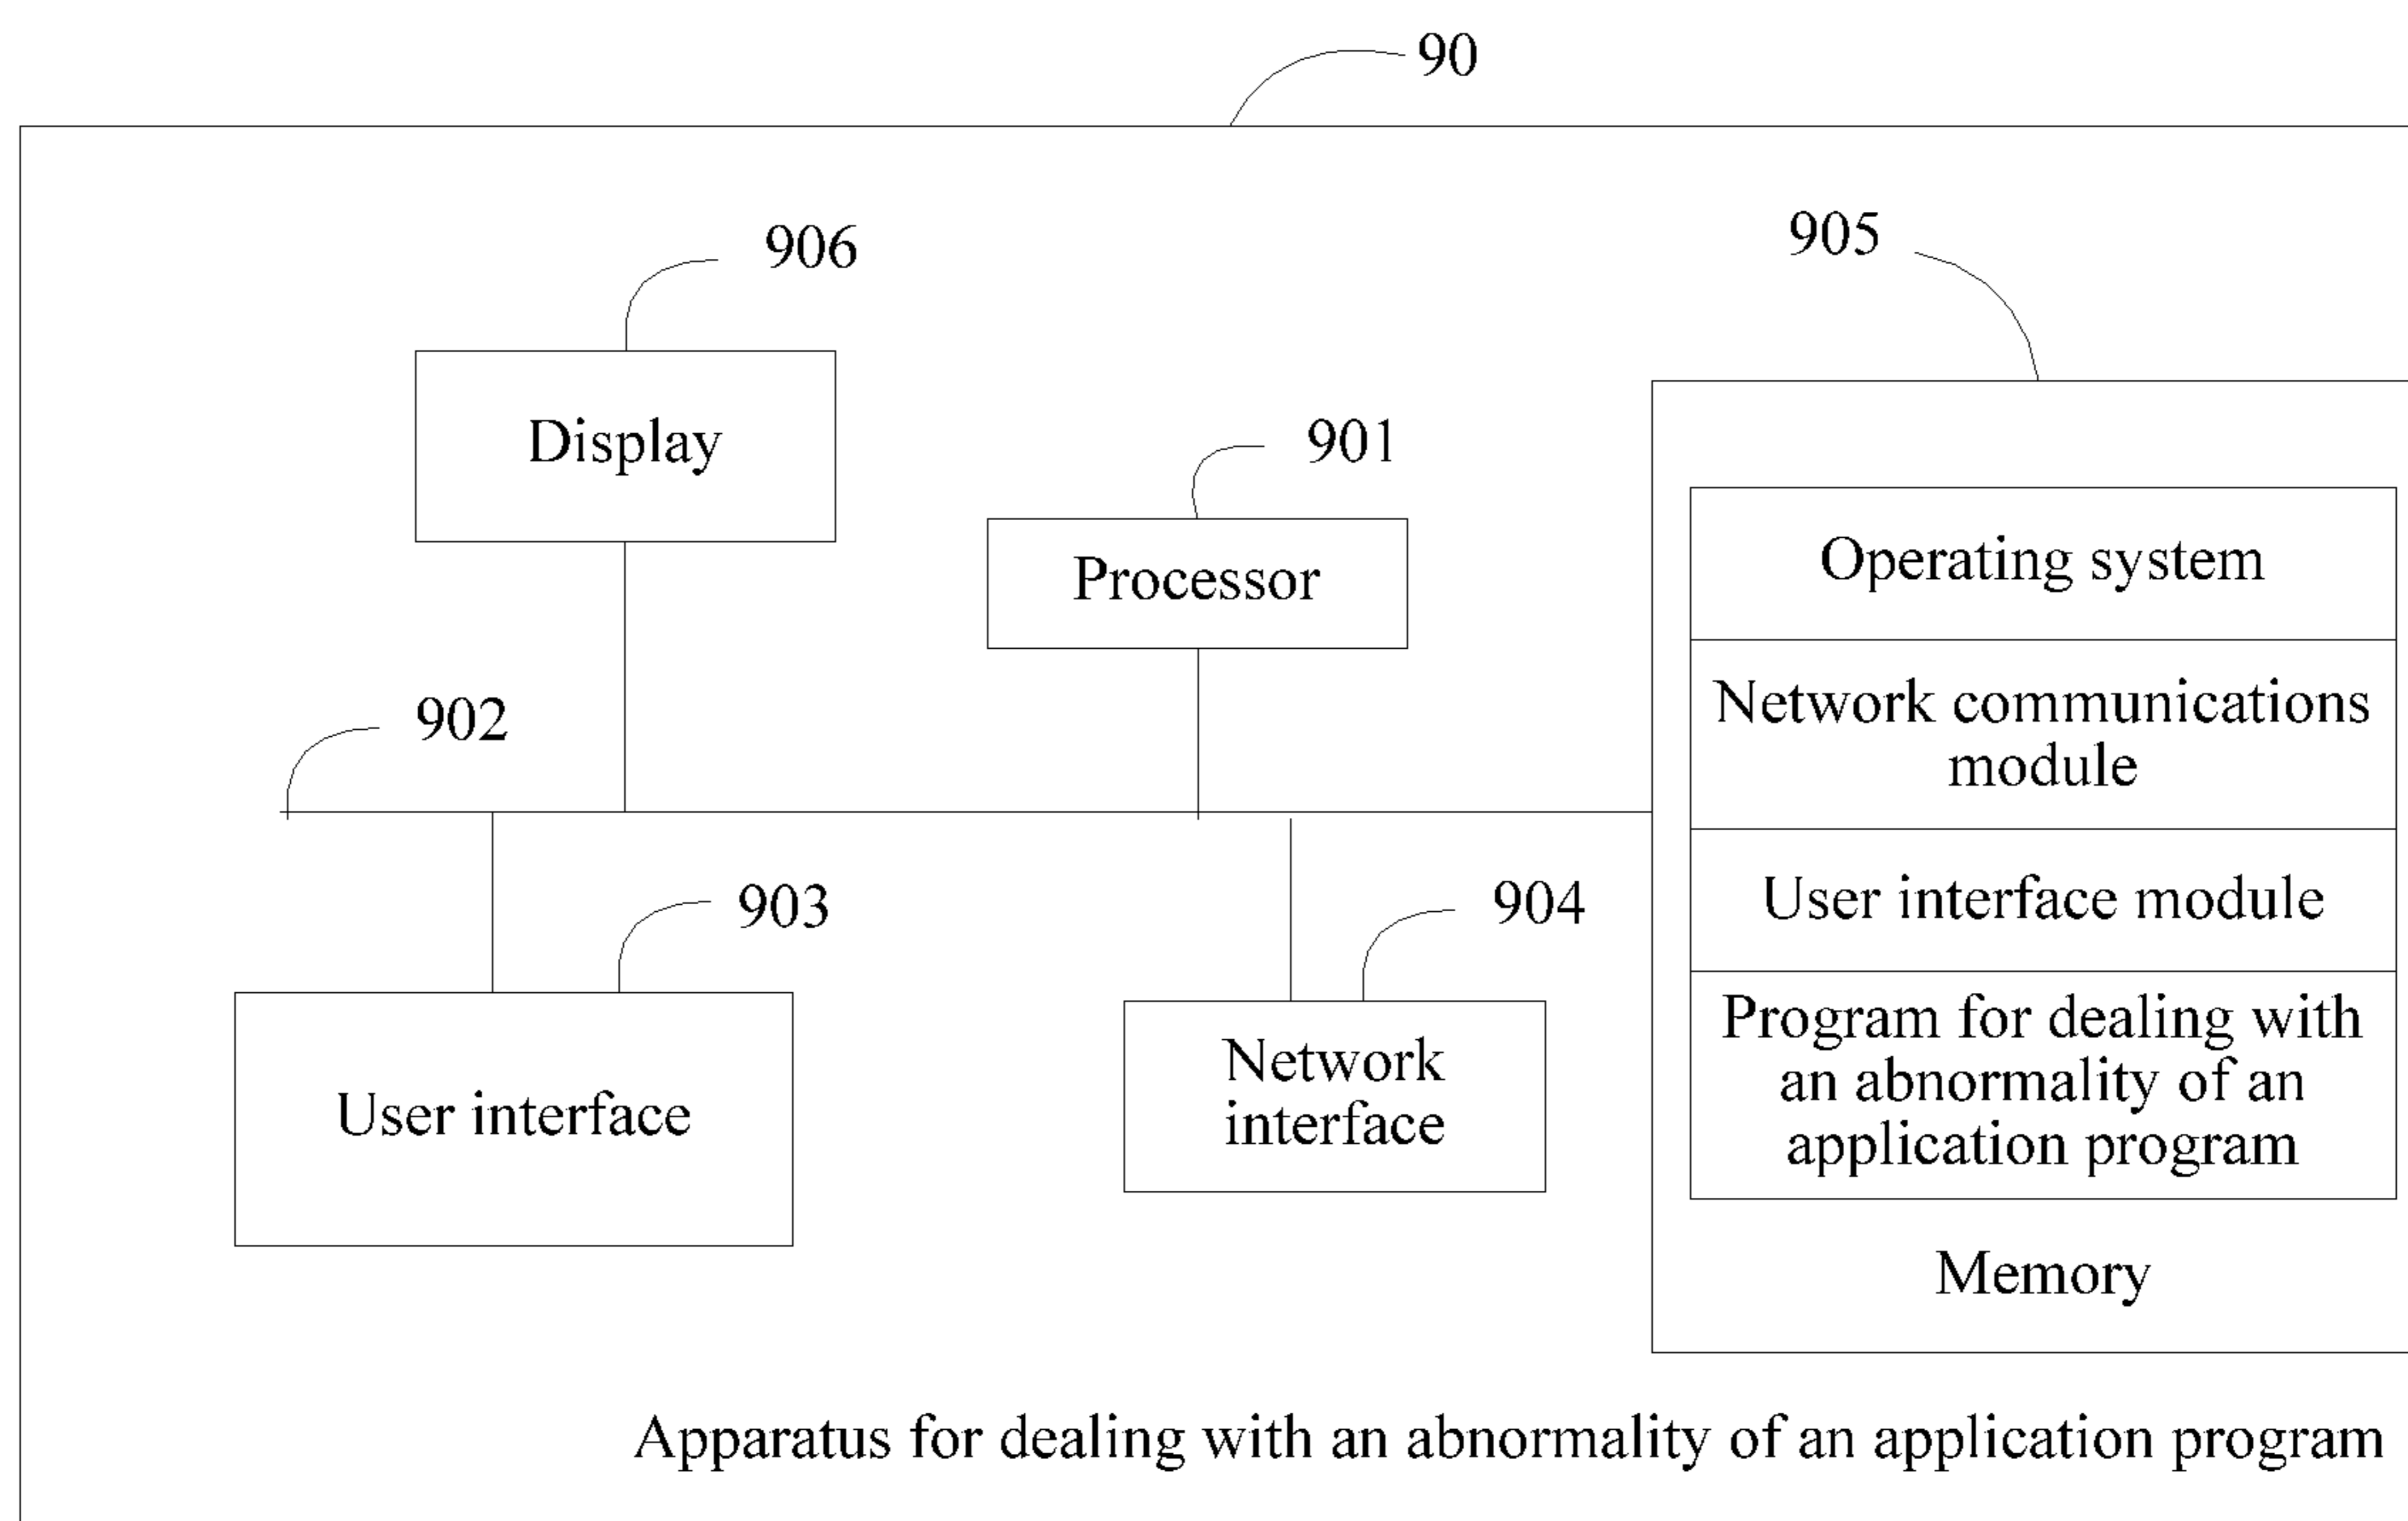 90
906
905
Display
901
Processor
Operating system
902
Network communications
module
User interface module
903
904
User interface
Network
interface
Program for dealing with
an abnormality of an
application program
Memory
Apparatus for dealing with an abnormality of an application program